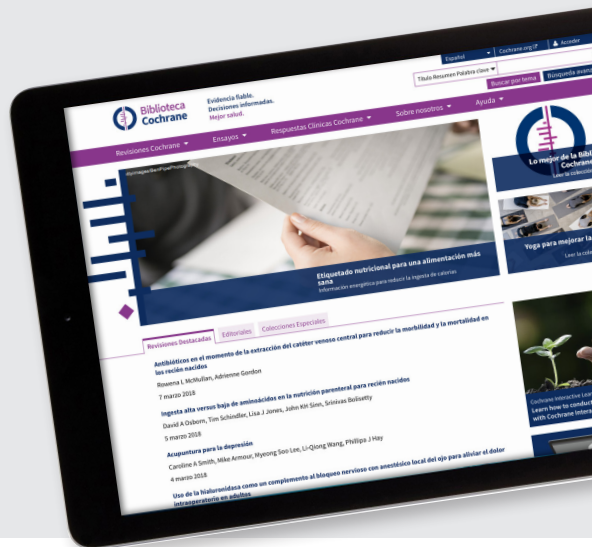 Español
Cochrane.org
Acceder
Título Resumen Palabra clave
Buscar por tema
Búsqueda avanz
Biblioteca
Cochrane
Evidencia fiable.
Decisiones informadas.
Mejor salud.
Revisiones Cochrane
Ensayos
Respuestas Clínicas Cochrane
Sobre nosotros
Ayuda
Etiquetado nutricional para una alimentación más
sana
Información energética para reducir la ingesta de calorías
Lo mejor de la Bibl
Cochrane
Leer la colección
Yoga para mejorar la
Leer la cole
Revisiones Destacadas
Editoriales
Colecciones Especiales
Antibióticos en el momento de la extracción del catéter venoso central para reducir la morbilidad y la mortalidad en
los recién nacidos
Rowena L McMullan, Adrienne Gordon
7 marzo 2018
Ingesta alta versus baja de aminoácidos en la nutrición parenteral para recién nacidos
David A Osborn, Tim Schindler, Lisa J Jones, John KH Sinn, Srinivas Bolisetty
5 marzo 2018
Acupuntura para la depresión
Caroline A Smith, Mike Armour, Myeong Soo Lee, Li-Qiong Wang, Phillipa J Hay
4 marzo 2018
Uso de la hialuronidasa como un complemento al bloqueo nervioso con anestésico local del ojo para aliviar el dolor
intraoperatorio en adultos
Cochrane Interactive Lear
Learn how to conduct
with Cochrane Interac